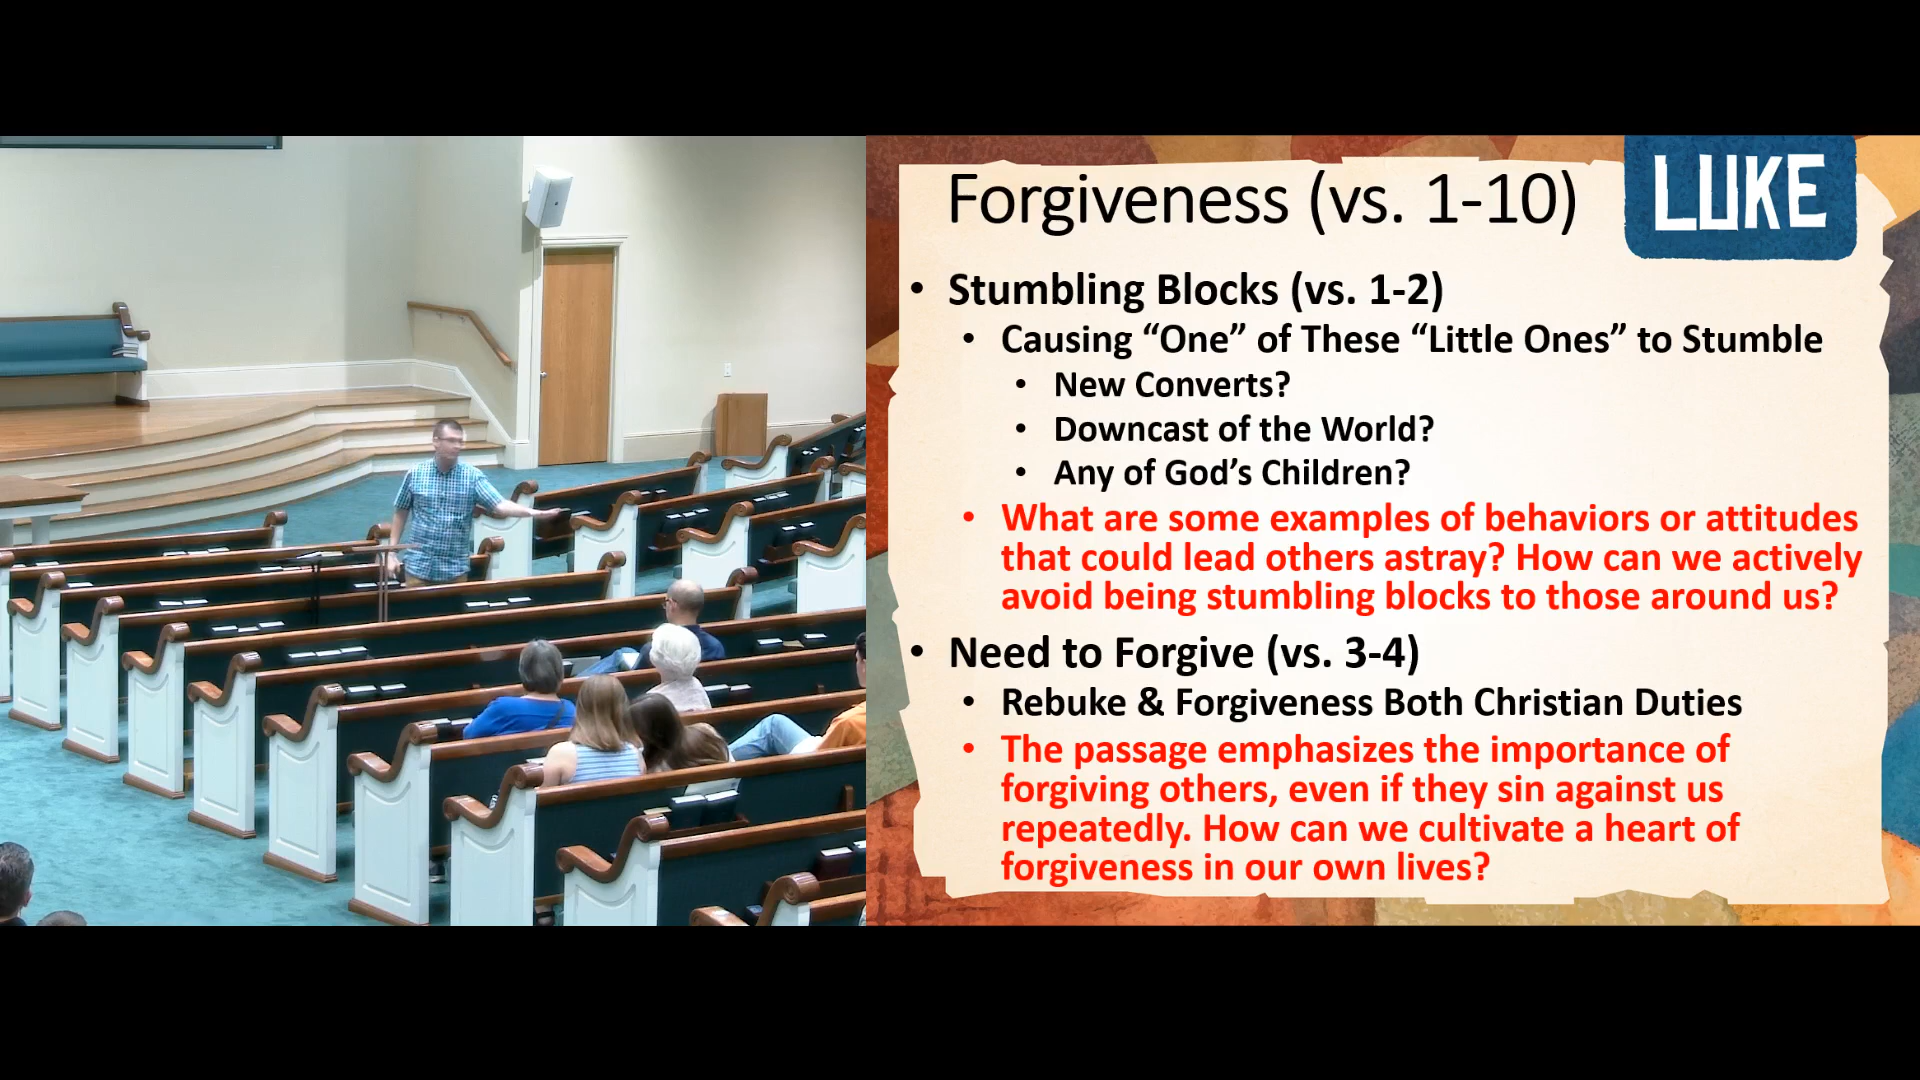 LUKE
Forgiveness (vs. 1-10)
• Stumbling Blocks (vs. 1-2)
• Causing “One” of These “Little Ones” to Stumble
• New Converts?
• Downcast of the World?
• Any of God’s Children?
• What are some examples of behaviors or attitudes
that could lead others astray? How can we actively
avoid being stumbling blocks to those around us?
• Need to Forgive (vs. 3-4)
• Rebuke & Forgiveness Both Christian Duties
• The passage emphasizes the importance of
forgiving others, even if they sin against us
repeatedly. How can we cultivate a heart of
forgiveness in our own lives?